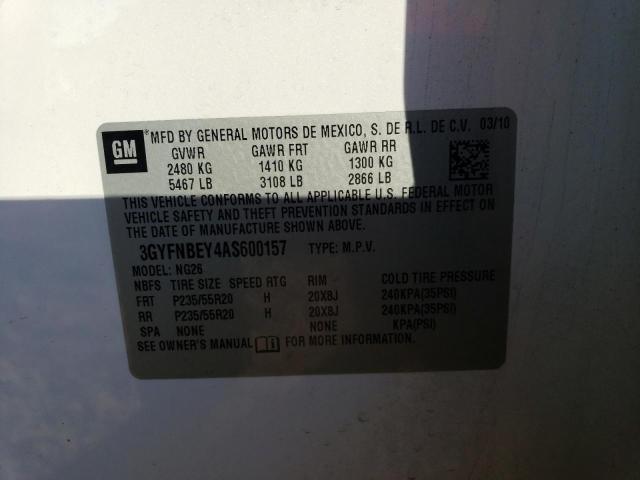 GM *MFD BY GENERAL MOTORS DE MEXICO, S. DE R.L. DE C.V. 03/10
GVWR GAWR FRT GAWR RR
2480 KG 1410 KG 1300 KG
5467 LB 3108 LB 2866 LB
THIS VEHICLE CONFORMS TO ALL APPLICABLE U.S. FEDERAL MOTOR
VEHICLE SAFETY AND THEFT PREVENTION STANDARDS IN EFFECT ON
THE DATE OF MANUFACTURE SHOWN ABOVE.
3GYFNBEY4AS600157 TYPE: M.P.V.
MODEL: NG26
NBFS TIRE SIZE SPEED RTG RIM COLD TIRE PRESSURE
FRT P235/55R20 H 20X8J 240KPA(35PSI)
RR P235/55R20 H 20X8J 240KPA(35PSI)
SPA NONE NONE KPA(PSI)
SEE OWNER'S MANUAL FOR MORE INFORMATION.